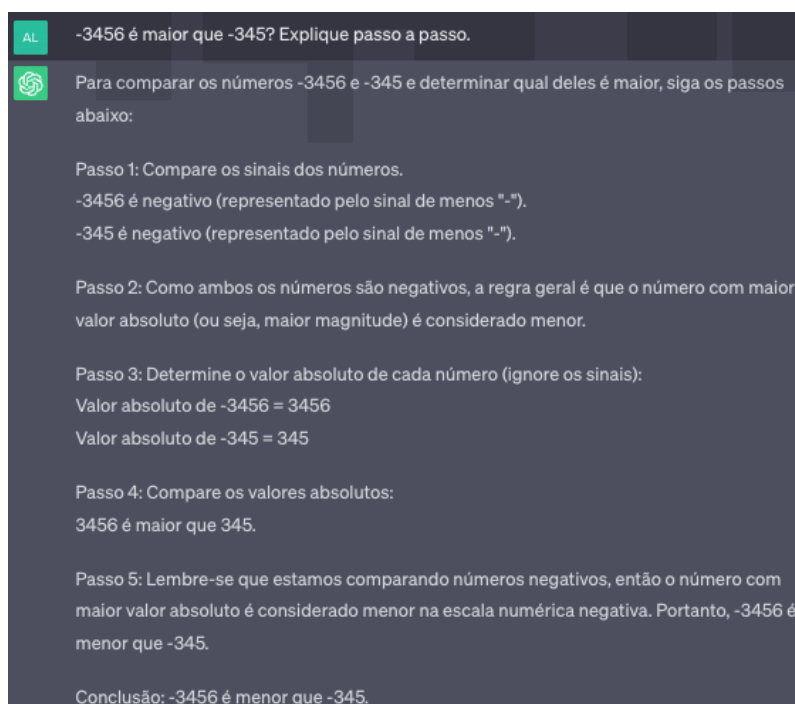 AL
-3456 é maior que -345? Explique passo a passo.
Para comparar os números -3456 e -345 e determinar qual deles é maior, siga os passos
abaixo:
Passo 1: Compare os sinais dos números.
-3456 é negativo (representado pelo sinal de menos "-").
-345 é negativo (representado pelo sinal de menos "-").
Passo 2: Como ambos os números são negativos, a regra geral é que o número com maior
valor absoluto (ou seja, maior magnitude) é considerado menor.
Passo 3: Determine o valor absoluto de cada número (ignore os sinais):
Valor absoluto de -3456 = 3456
Valor absoluto de -345 = 345
Passo 4: Compare os valores absolutos:
3456 é maior que 345.
Passo 5: Lembre-se que estamos comparando números negativos, então o número com
maior valor absoluto é considerado menor na escala numérica negativa. Portanto, -3456 é
menor que -345.
Conclusão: -3456 é menor que -345.